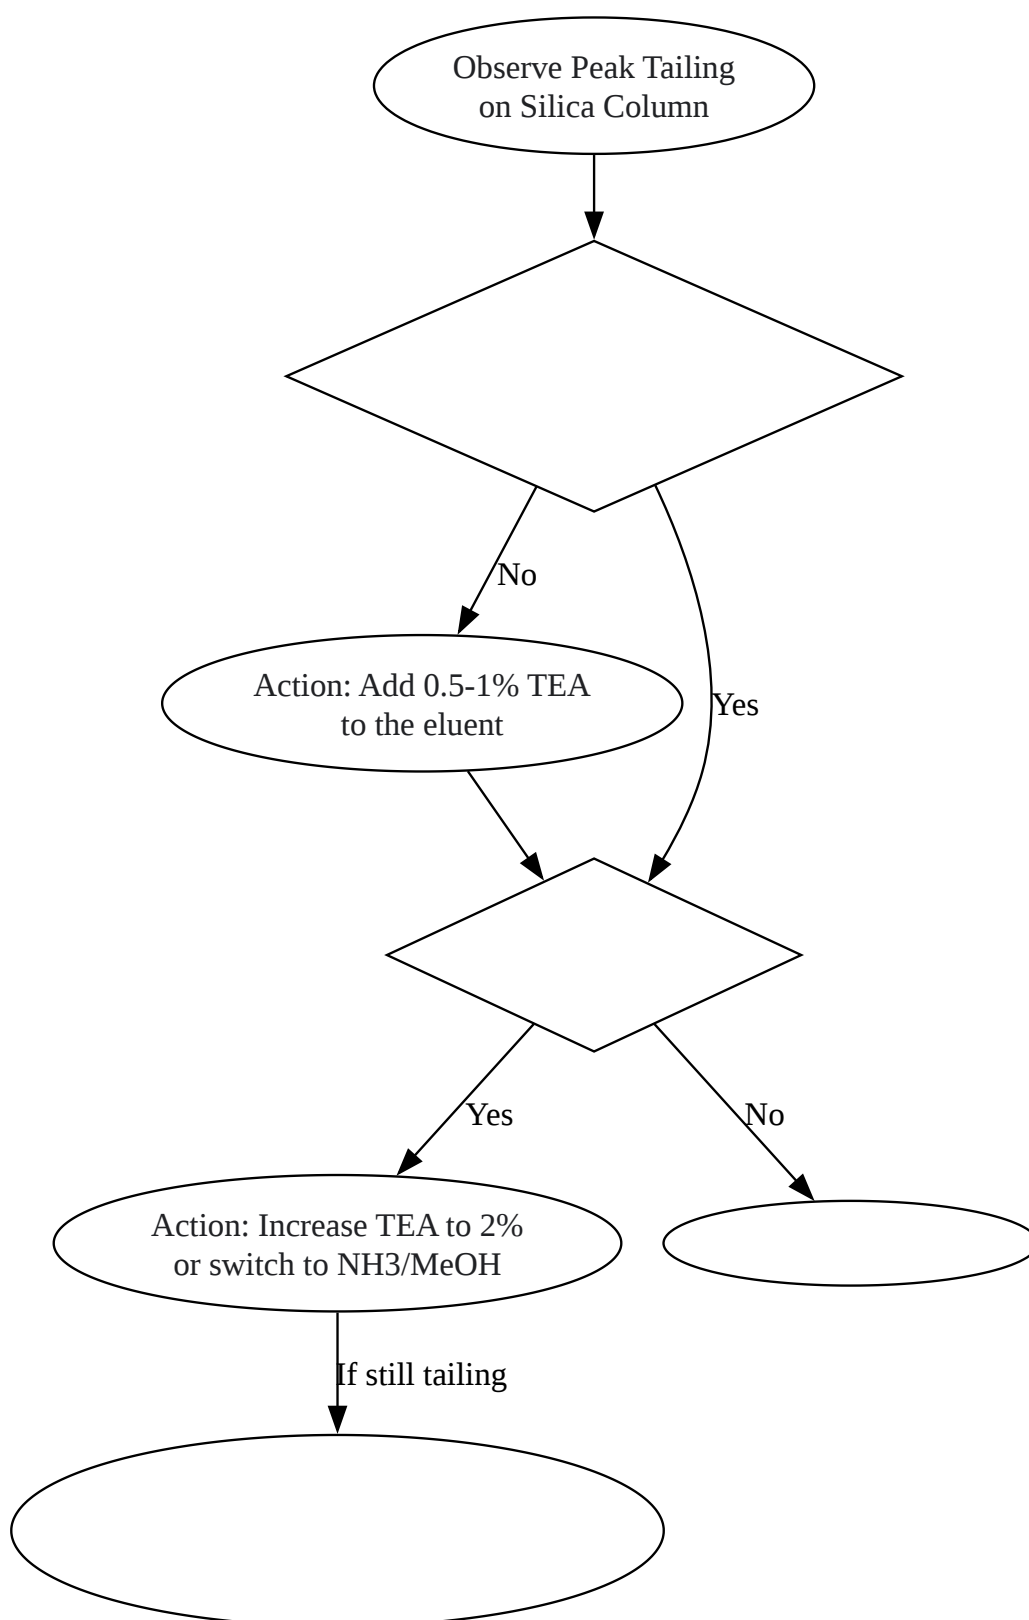 Observe Peak Tailing
on Silica Column
No
Action: Add 0.5-1% TEA
to the eluent
Yes
Yes
No
Action: Increase TEA to 2%
or switch to NH3/MeOH
If still tailing